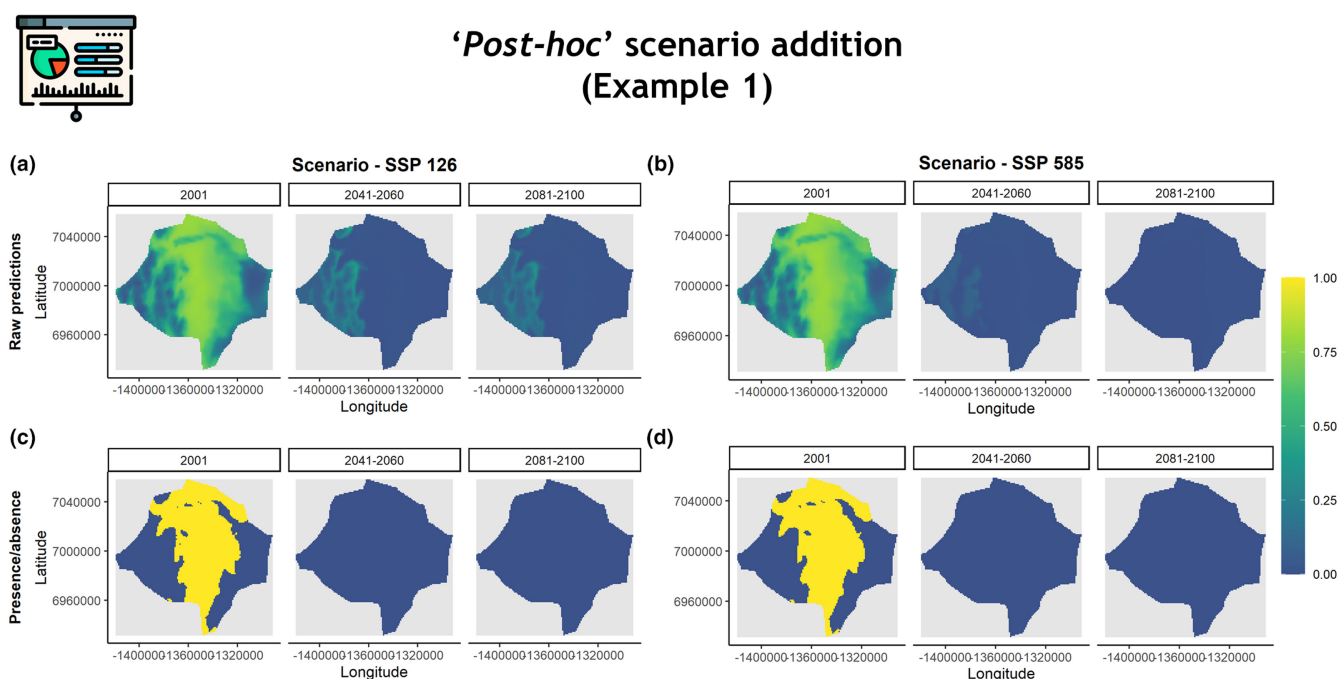 ‘Post-hoc’ scenario addition
(Example 1)
(a)
Scenario - SSP 126
2001
2041-2060
2081-2100
Raw predictions
Latitude
7040000
7000000
6960000
-1400000-1360000-1320000
-1400000-1360000-1320000
-1400000-1360000-1320000
Longitude
(b)
Scenario - SSP 585
2001
2041-2060
2081-2100
Latitude
7040000
7000000
6960000
-1400000-1360000-1320000
-1400000-1360000-1320000
-1400000-1360000-1320000
Longitude
(c)
2001
2041-2060
2081-2100
Presence/absence
Latitude
7040000
7000000
6960000
-1400000-1360000-1320000
-1400000-1360000-1320000
-1400000-1360000-1320000
Longitude
(d)
2001
2041-2060
2081-2100
Latitude
7040000
7000000
6960000
-1400000-1360000-1320000
-1400000-1360000-1320000
-1400000-1360000-1320000
Longitude
1.00
0.75
0.50
0.25
0.00